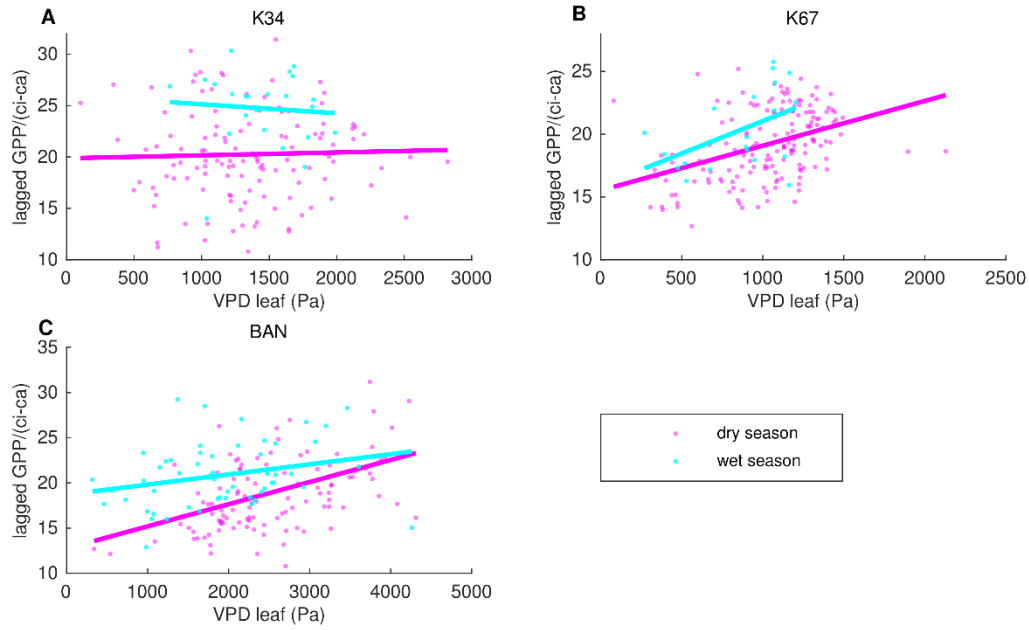 A
K34
30
25
20
15
10
lagged GPP/(ci-ca)
0 500 1000 1500 2000 2500 3000
VPD leaf (Pa)
B
K67
25
20
15
10
lagged GPP/(ci-ca)
0 500 1000 1500 2000 2500
VPD leaf (Pa)
C
BAN
35
30
25
20
15
10
lagged GPP/(ci-ca)
0 1000 2000 3000 4000 5000
VPD leaf (Pa)
dry season
wet season